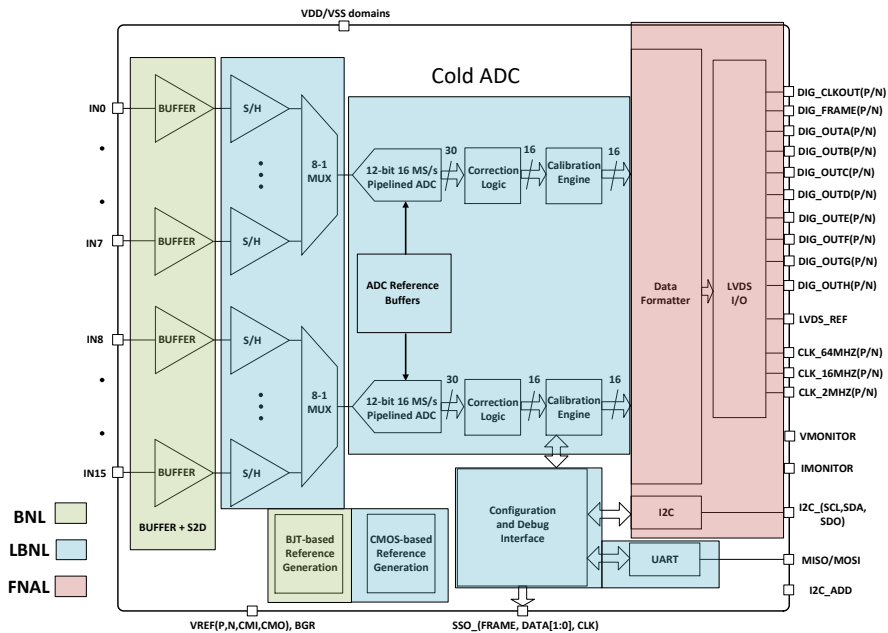 VDD/VSS domains
Cold ADC
IN0
IN7
IN8
IN15
BUFFER
BUFFER
BUFFER
BUFFER
BUFFER + S2D
S/H
S/H
S/H
S/H
8-1
MUX
8-1
MUX
12-bit 16 MS/s
Pipelined ADC
30
Correction
Logic
16
Calibration
Engine
16
ADC Reference
Buffers
12-bit 16 MS/s
Pipelined ADC
30
Correction
Logic
16
Calibration
Engine
16
Data
Formatter
LVDS
I/O
DIG_CLKOUT(P/N)
DIG_FRAME(P/N)
DIG_OUTA(P/N)
DIG_OUTB(P/N)
DIG_OUTC(P/N)
DIG_OUTD(P/N)
DIG_OUTE(P/N)
DIG_OUTF(P/N)
DIG_OUTG(P/N)
DIG_OUTH(P/N)
LVDS_REF
CLK_64MHZ(P/N)
CLK_16MHZ(P/N)
CLK_2MHZ(P/N)
VMONITOR
IMONITOR
I2C_(SCL,SDA,
SDO)
MISO/MOSI
I2C_ADD
Configuration
and Debug
Interface
I2C
UART
BJT-based
Reference
Generation
CMOS-based
Reference
Generation
BNL
LBNL
FNAL
VREF(P,N,CMI,CMO), BGR
SSO_(FRAME, DATA[1:0], CLK)